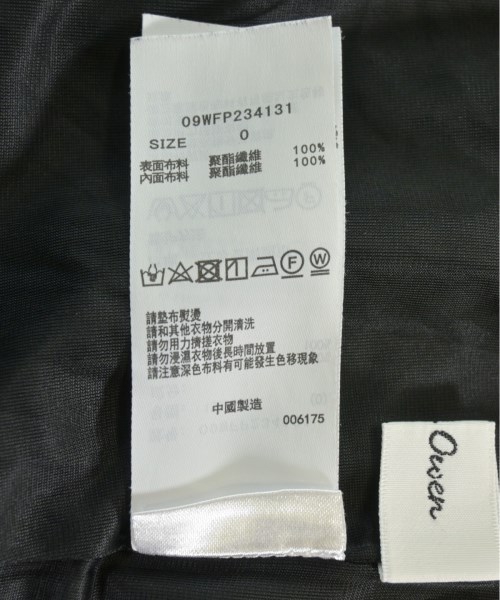 09WFP234131
SIZE 0
表面布料 聚酯纖維 100%
內面布料 聚酯纖維 100%
請墊布熨燙
請和其他衣物分開清洗
請勿用力擠搓衣物
請勿浸濕衣物後長時間放置
請注意深色布料有可能發生色移現象
中國製造
006175
Owen